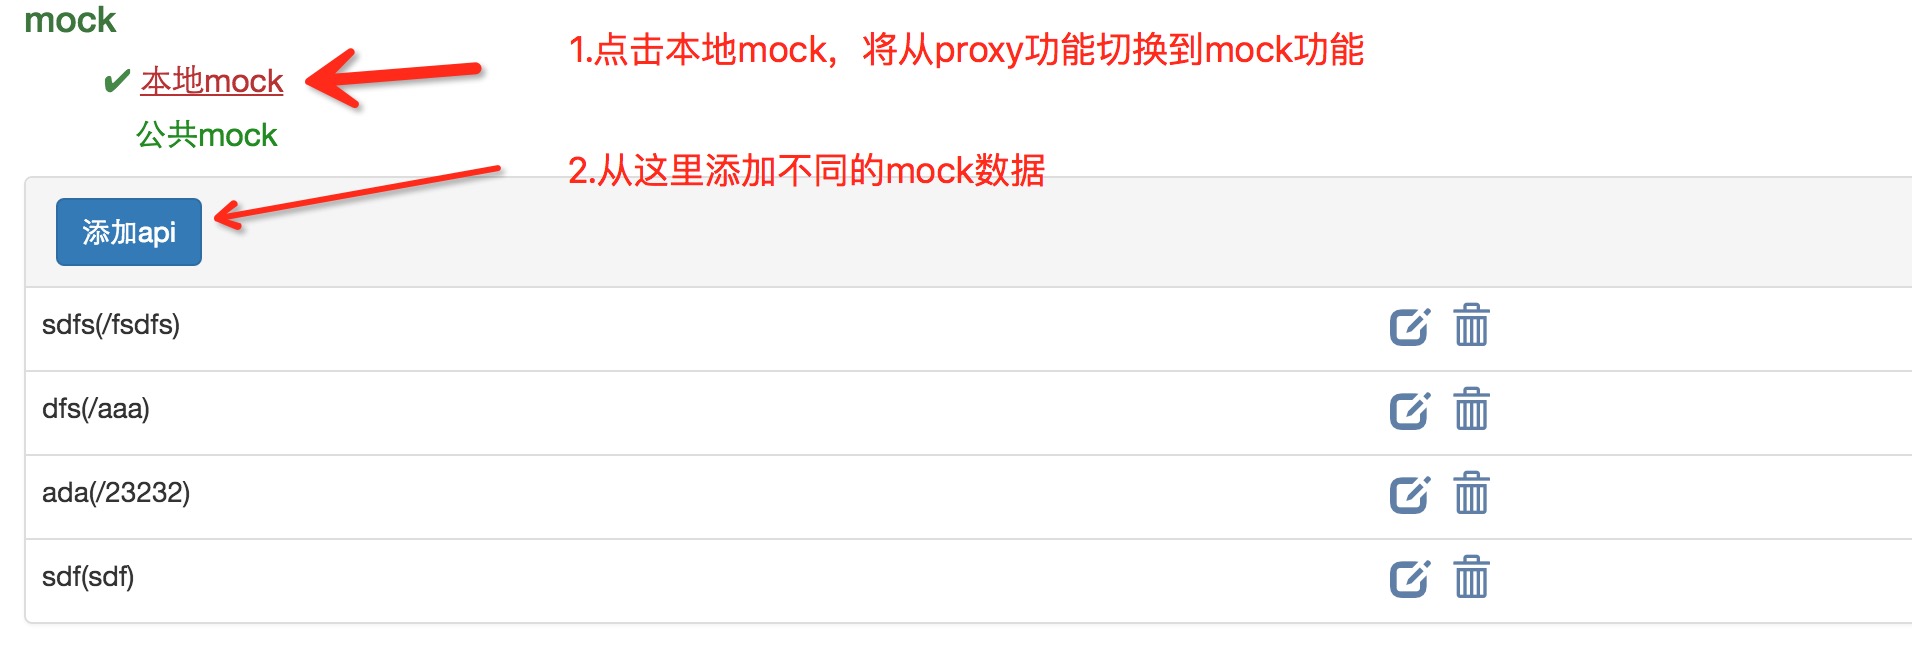 mock
1.点击本地mock，将从proxy功能切换到mock功能
✔ 本地mock
公共mock
2.从这里添加不同的mock数据
添加api
sdfs(/fsdfs)
dfs(/aaa)
ada(/23232)
sdf(sdf)